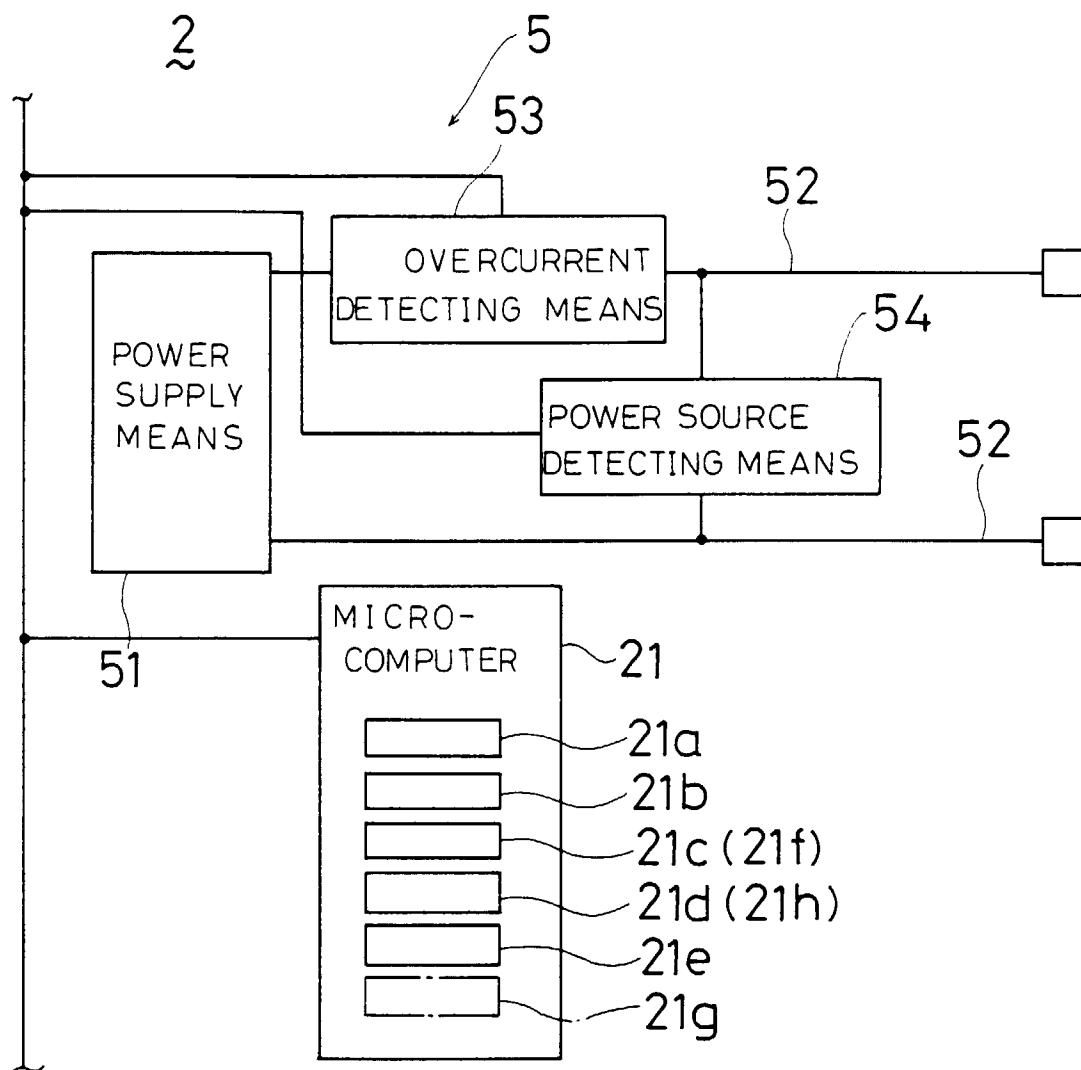 2
5
53
52
OVERCURRENT
DETECTING MEANS
54
POWER
SUPPLY
MEANS
POWER SOURCE
DETECTING MEANS
52
51
MICRO-
COMPUTER
21
21a
21b
21c (21f)
21d (21h)
21e
21g